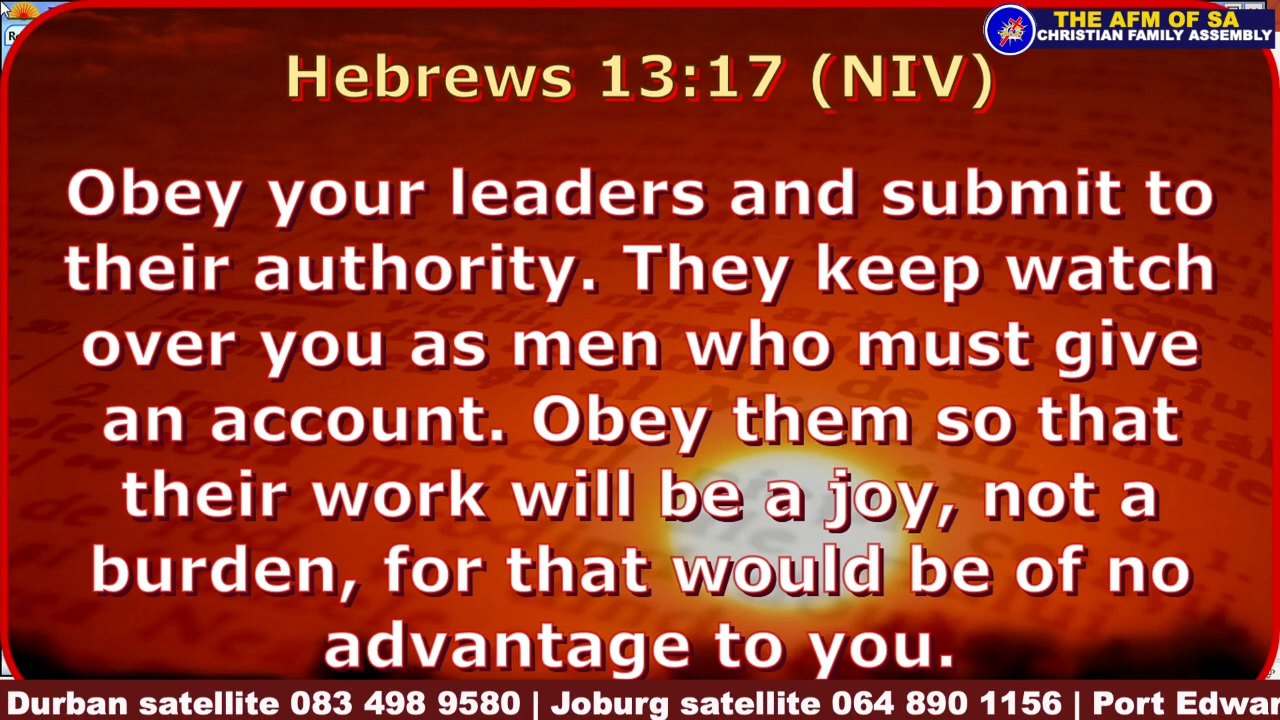 THE AFM OF SA
CHRISTIAN FAMILY ASSEMBLY
Hebrews 13:17 (NIV)
Obey your leaders and submit to
their authority. They keep watch
over you as men who must give
an account. Obey them so that
their work will be a joy, not a
burden, for that would be of no
advantage to you.
Durban satellite 083 498 9580 | Joburg satellite 064 890 1156 | Port Edwar